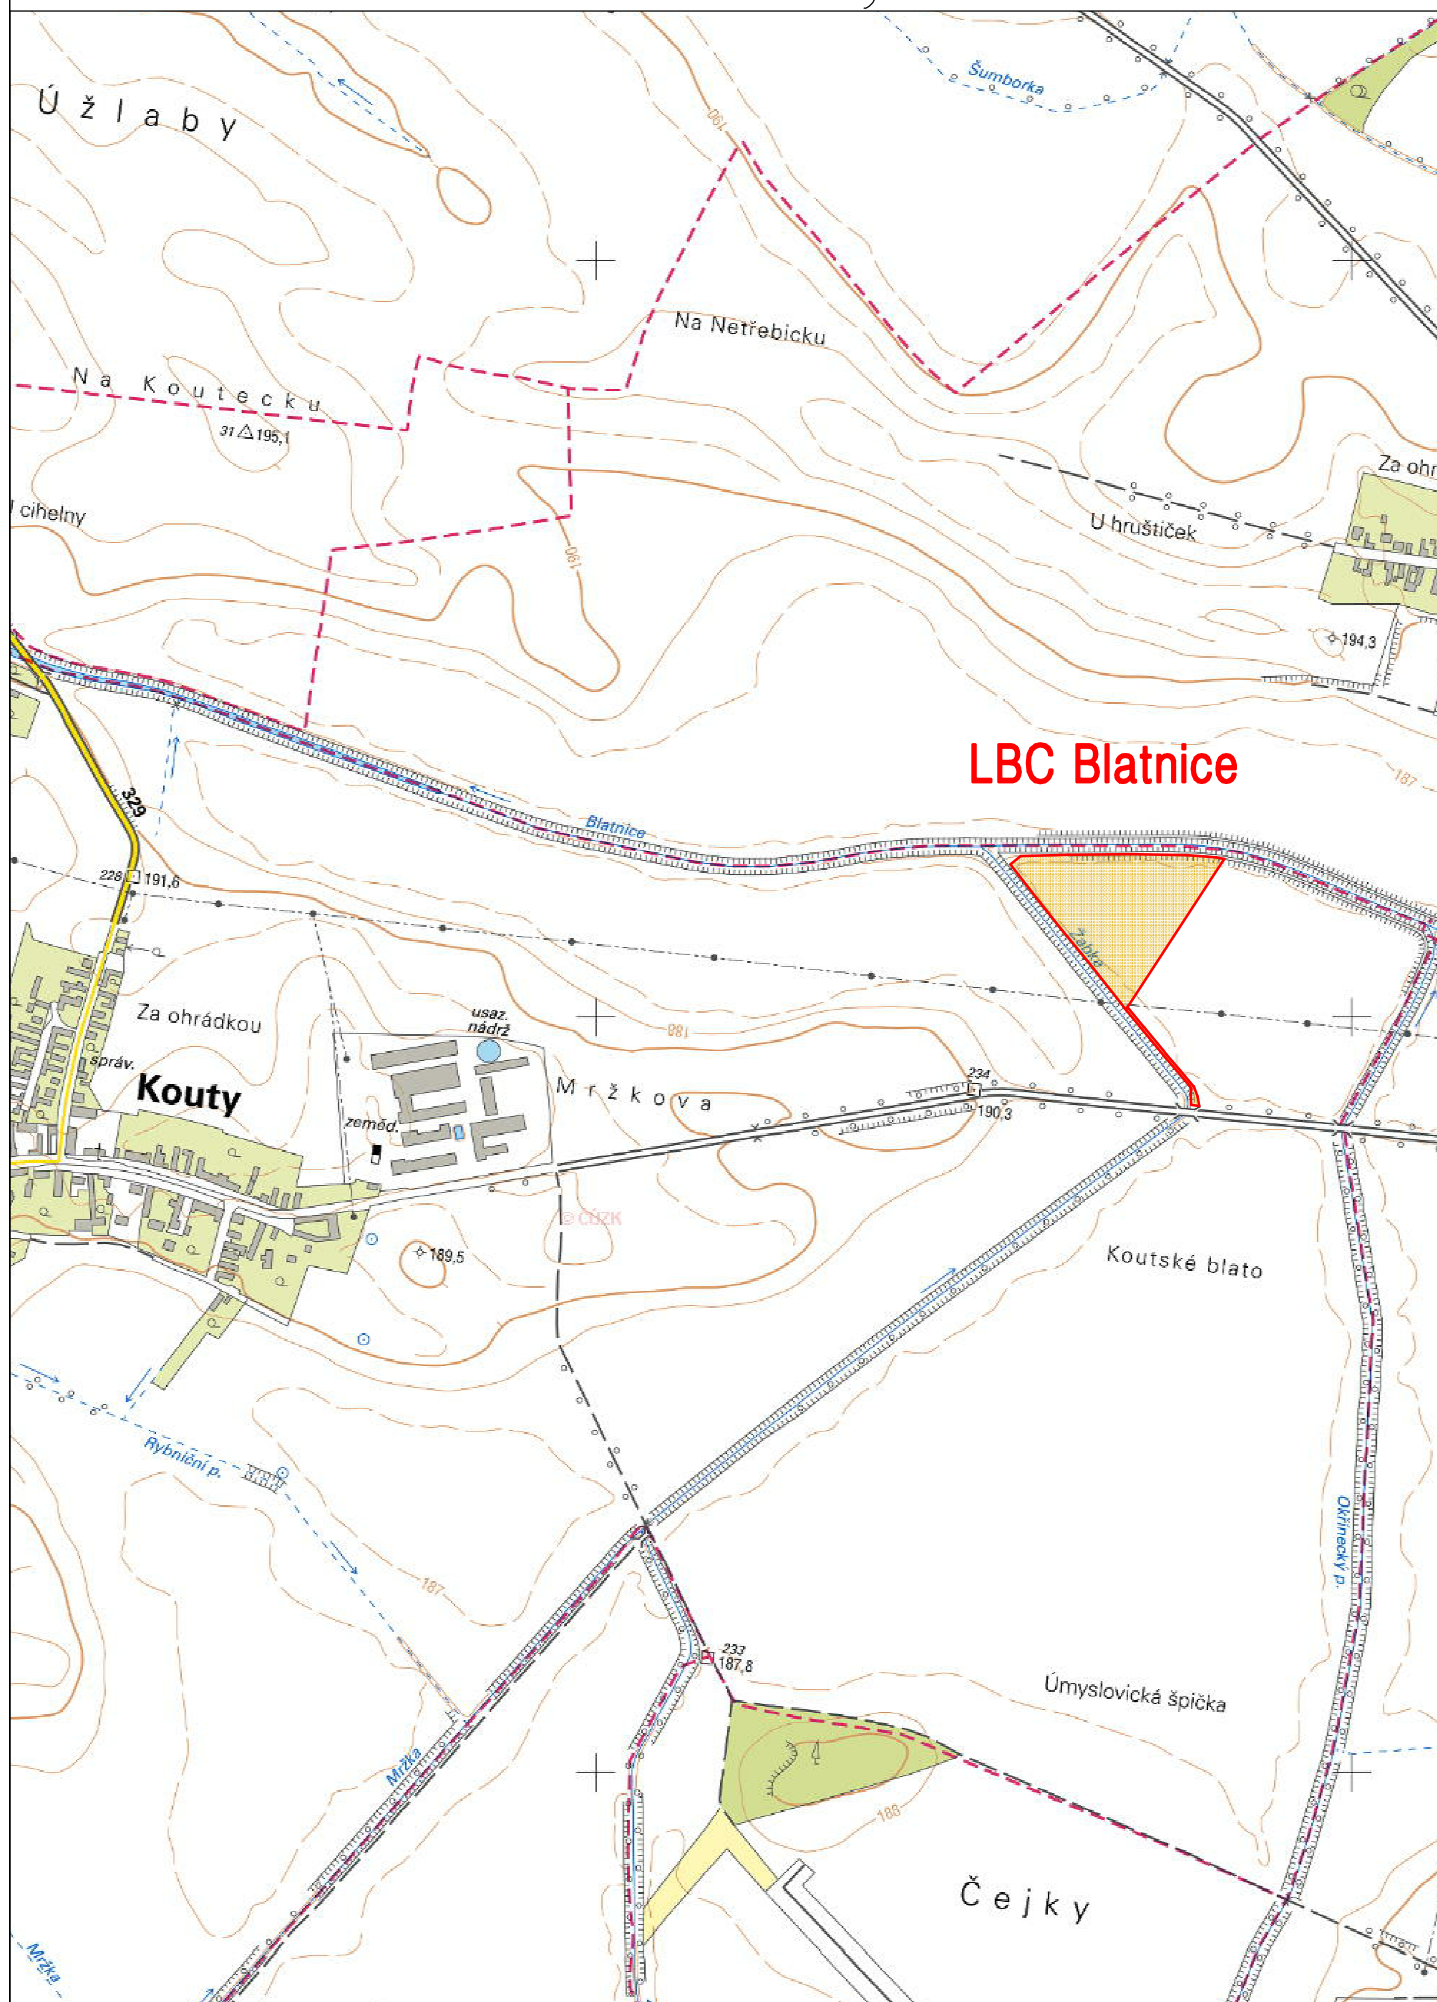 Šumborka
Úžlaby
190
Na Netřebicku
Na Koutecku
31 195,1
Za ohr
cihelny
U hruštiček
190
194,3
LBC Blatnice
187
329
Blatnice
228 191,6
Žabka
Za ohrádkou
usaz.
nádrž
188
správ.
Kouty
Mržkova
234
190,3
zeměd.
© ČÚZK
189,5
Koutské blato
Rybniční p.
Okřinecký p.
187
233
187,8
Úmyslovická špička
Mržka
188
Čejky
Mržka